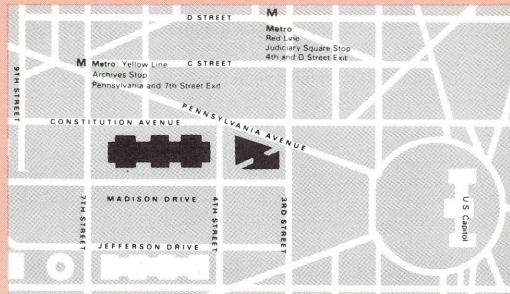 D STREET
M
Metro
Red Line
Judiciary Square Stop
4th and D Street Exit
M Metro Yellow Line
Archives Stop
Pennsylvania and 7th Street Exit
C STREET
9TH STREET
PENNSYLVANIA AVENUE
CONSTITUTION AVENUE
MADISON DRIVE
7TH STREET
4TH STREET
3RD STREET
JEFFERSON DRIVE
U.S. Capitol